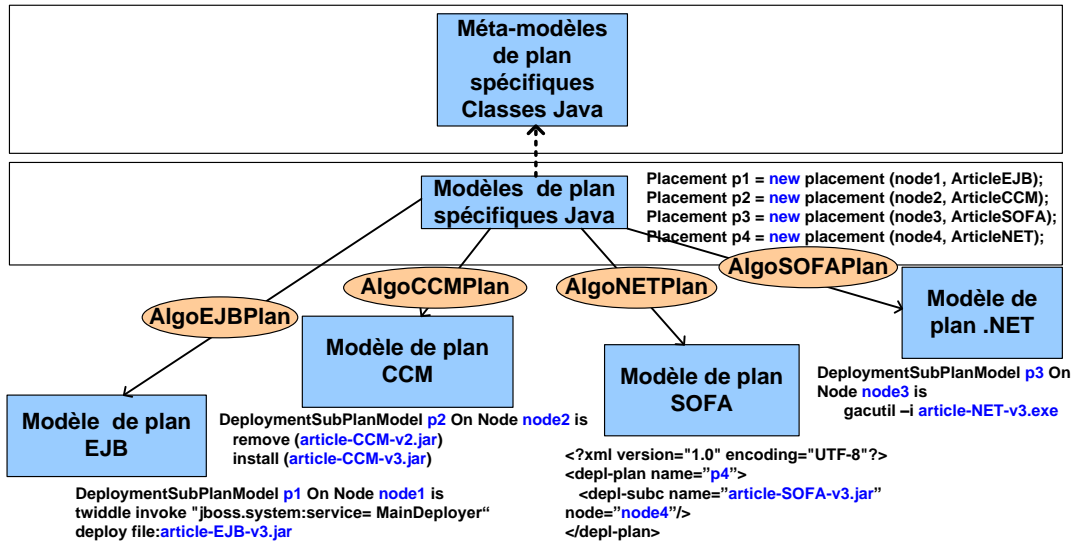 Méta-modèles
de plan
spécifiques
Classes Java
Modèles de plan
spécifiques Java
Placement p1 = new placement (node1, ArticleEJB);
Placement p2 = new placement (node2, ArticleCCM);
Placement p3 = new placement (node3, ArticleSOFA);
Placement p4 = new placement (node4, ArticleNET);
AlgoEJBPlan
AlgoCCMPlan
AlgoNETPlan
AlgoSOFAPlan
Modèle de plan
EJB
DeploymentSubPlanModel p1 On Node node1 is
twiddle invoke "jboss.system:service= MainDeployer“
deploy file:article-EJB-v3.jar
Modèle de plan
CCM
DeploymentSubPlanModel p2 On Node node2 is
remove (article-CCM-v2.jar)
install (article-CCM-v3.jar)
Modèle de plan
SOFA
<?xml version="1.0" encoding="UTF-8"?>
<depl-plan name=”p4”>
<depl-subc name=”article-SOFA-v3.jar”
node=”node4”/>
</depl-plan>
Modèle de
plan .NET
DeploymentSubPlanModel p3 On
Node node3 is
gacutil –i article-NET-v3.exe